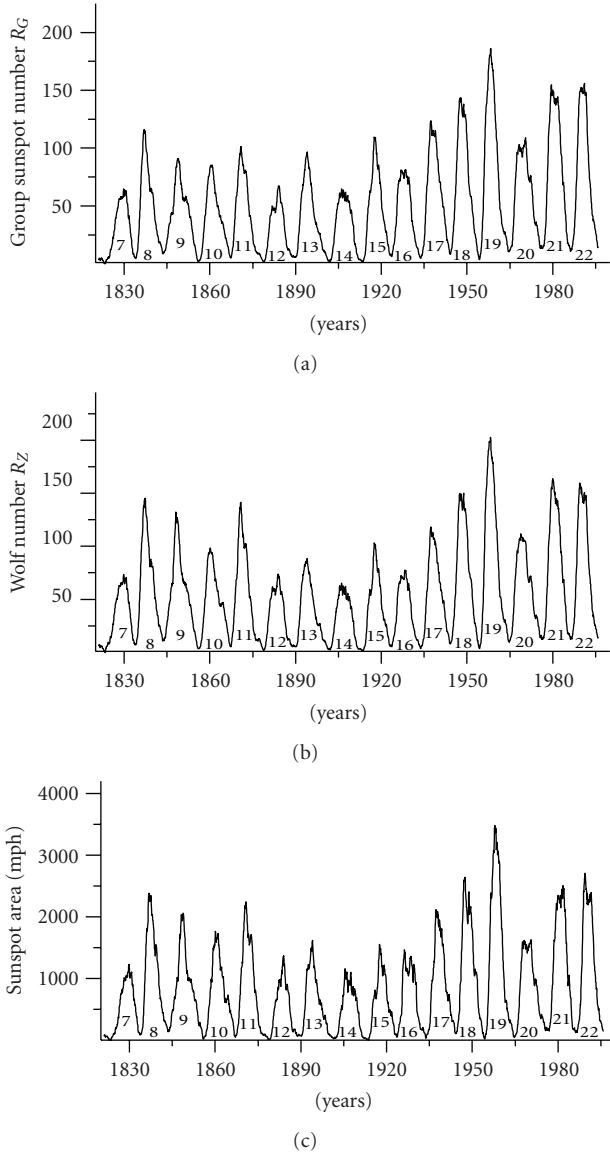 Group sunspot number R_G
200
150
100
50
7 8 9 10 11 12 13 14 15 16 17 18 19 20 21 22
1830 1860 1890 1920 1950 1980
(years)
(a)
Wolf number R_Z
200
150
100
50
7 8 9 10 11 12 13 14 15 16 17 18 19 20 21 22
1830 1860 1890 1920 1950 1980
(years)
(b)
Sunspot area (mph)
4000
3000
2000
1000
7 8 9 10 11 12 13 14 15 16 17 18 19 20 21 22
1830 1860 1890 1920 1950 1980
(years)
(c)